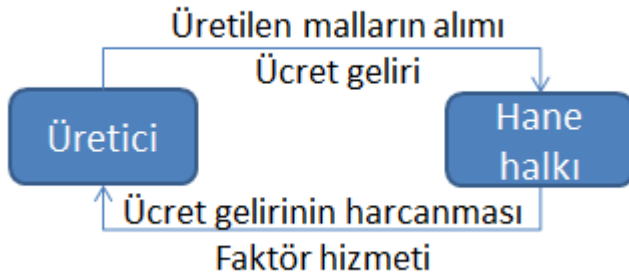 Üretilen malların alımı
Ücret geliri
Üretici
Hane
halkı
Ücret gelirinin harcanması
Faktör hizmeti